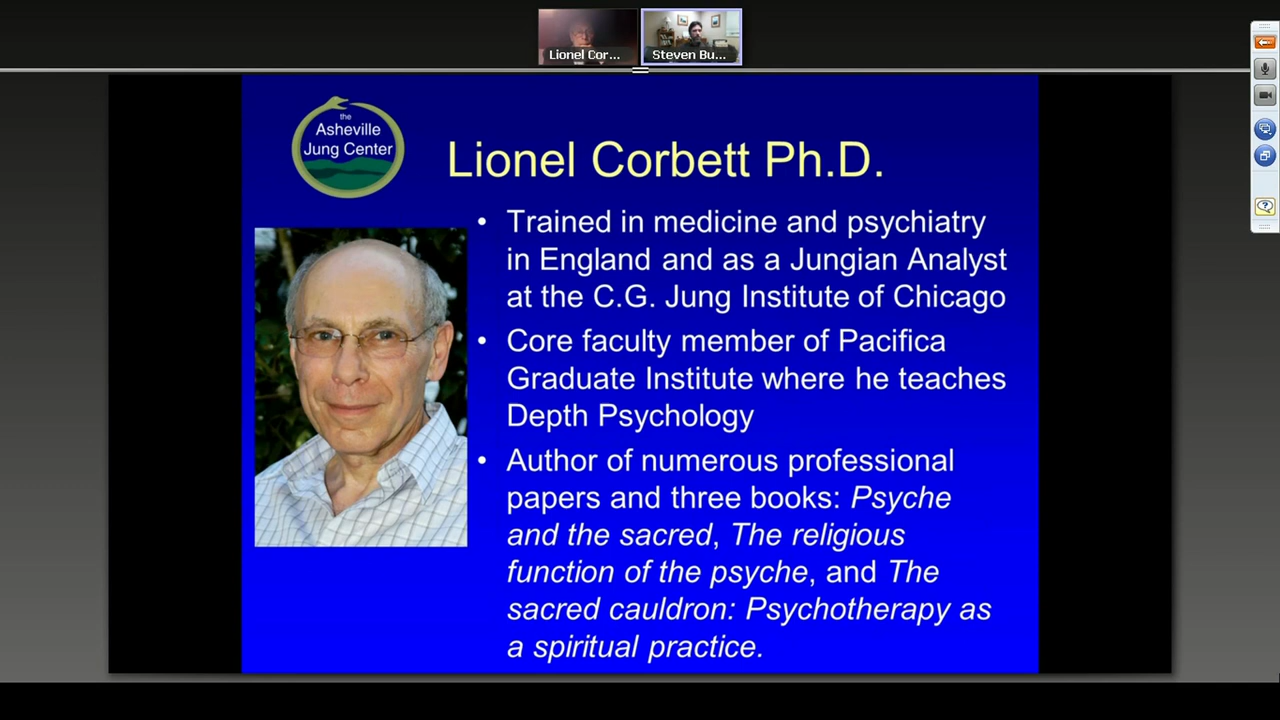 Lionel Cor...
Steven Bu...
the
Asheville
Jung Center
Lionel Corbett Ph.D.
• Trained in medicine and psychiatry
in England and as a Jungian Analyst
at the C.G. Jung Institute of Chicago
• Core faculty member of Pacifica
Graduate Institute where he teaches
Depth Psychology
• Author of numerous professional
papers and three books: Psyche
and the sacred, The religious
function of the psyche, and The
sacred cauldron: Psychotherapy as
a spiritual practice.